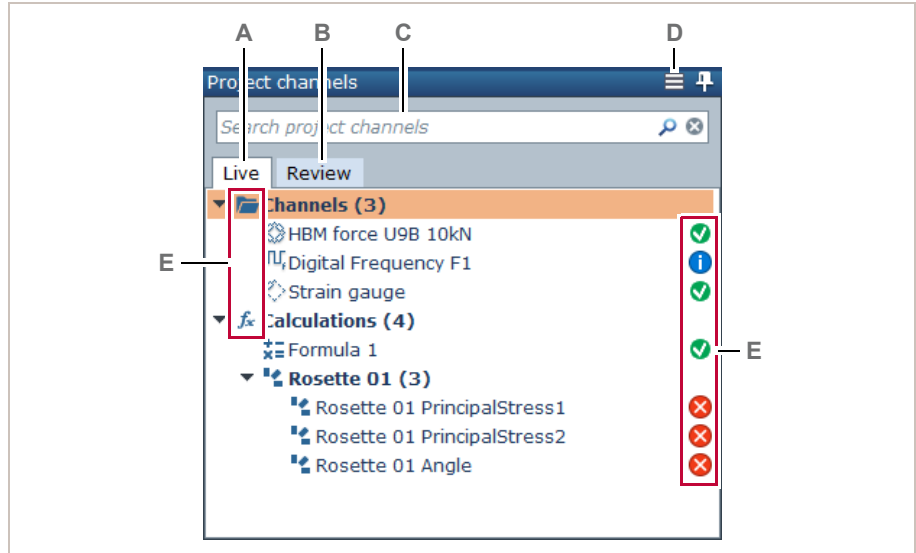 A B C D
Project channels
Search project channels
Live Review
Channels (3)
HBM force U9B 10kN
Digital Frequency F1
E
Strain gauge
fx Calculations (4)
Formula 1
E
Rosette 01 (3)
Rosette 01 PrincipalStress1
Rosette 01 PrincipalStress2
Rosette 01 Angle